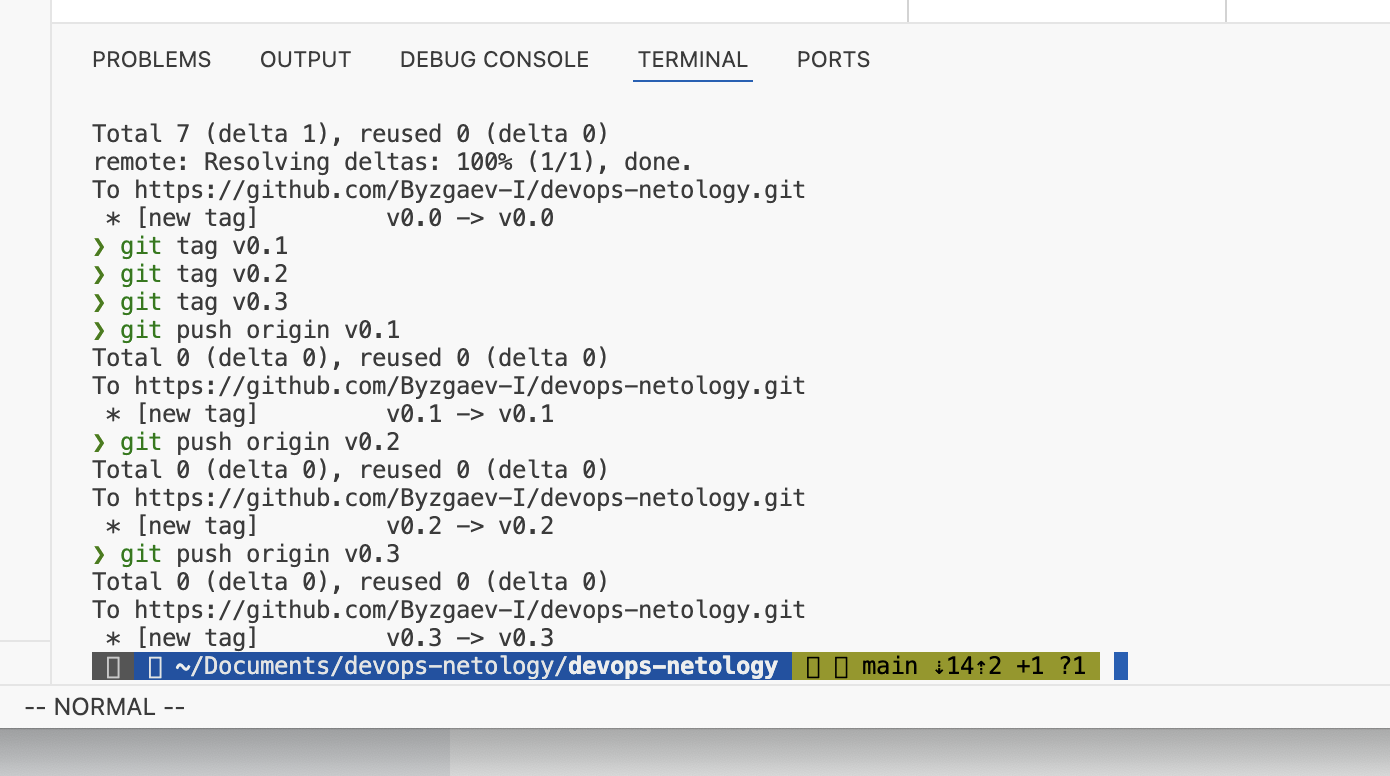 PROBLEMS OUTPUT DEBUG CONSOLE TERMINAL PORTS
Total 7 (delta 1), reused 0 (delta 0)
remote: Resolving deltas: 100% (1/1), done.
To https://github.com/Byzgaev-I/devops-netology.git
 * [new tag]         v0.0 -> v0.0
❯ git tag v0.1
❯ git tag v0.2
❯ git tag v0.3
❯ git push origin v0.1
Total 0 (delta 0), reused 0 (delta 0)
To https://github.com/Byzgaev-I/devops-netology.git
 * [new tag]         v0.1 -> v0.1
❯ git push origin v0.2
Total 0 (delta 0), reused 0 (delta 0)
To https://github.com/Byzgaev-I/devops-netology.git
 * [new tag]         v0.2 -> v0.2
❯ git push origin v0.3
Total 0 (delta 0), reused 0 (delta 0)
To https://github.com/Byzgaev-I/devops-netology.git
 * [new tag]         v0.3 -> v0.3
~/Documents/devops-netology/devops-netology main ⇣14⇡2 +1 ?1
-- NORMAL --